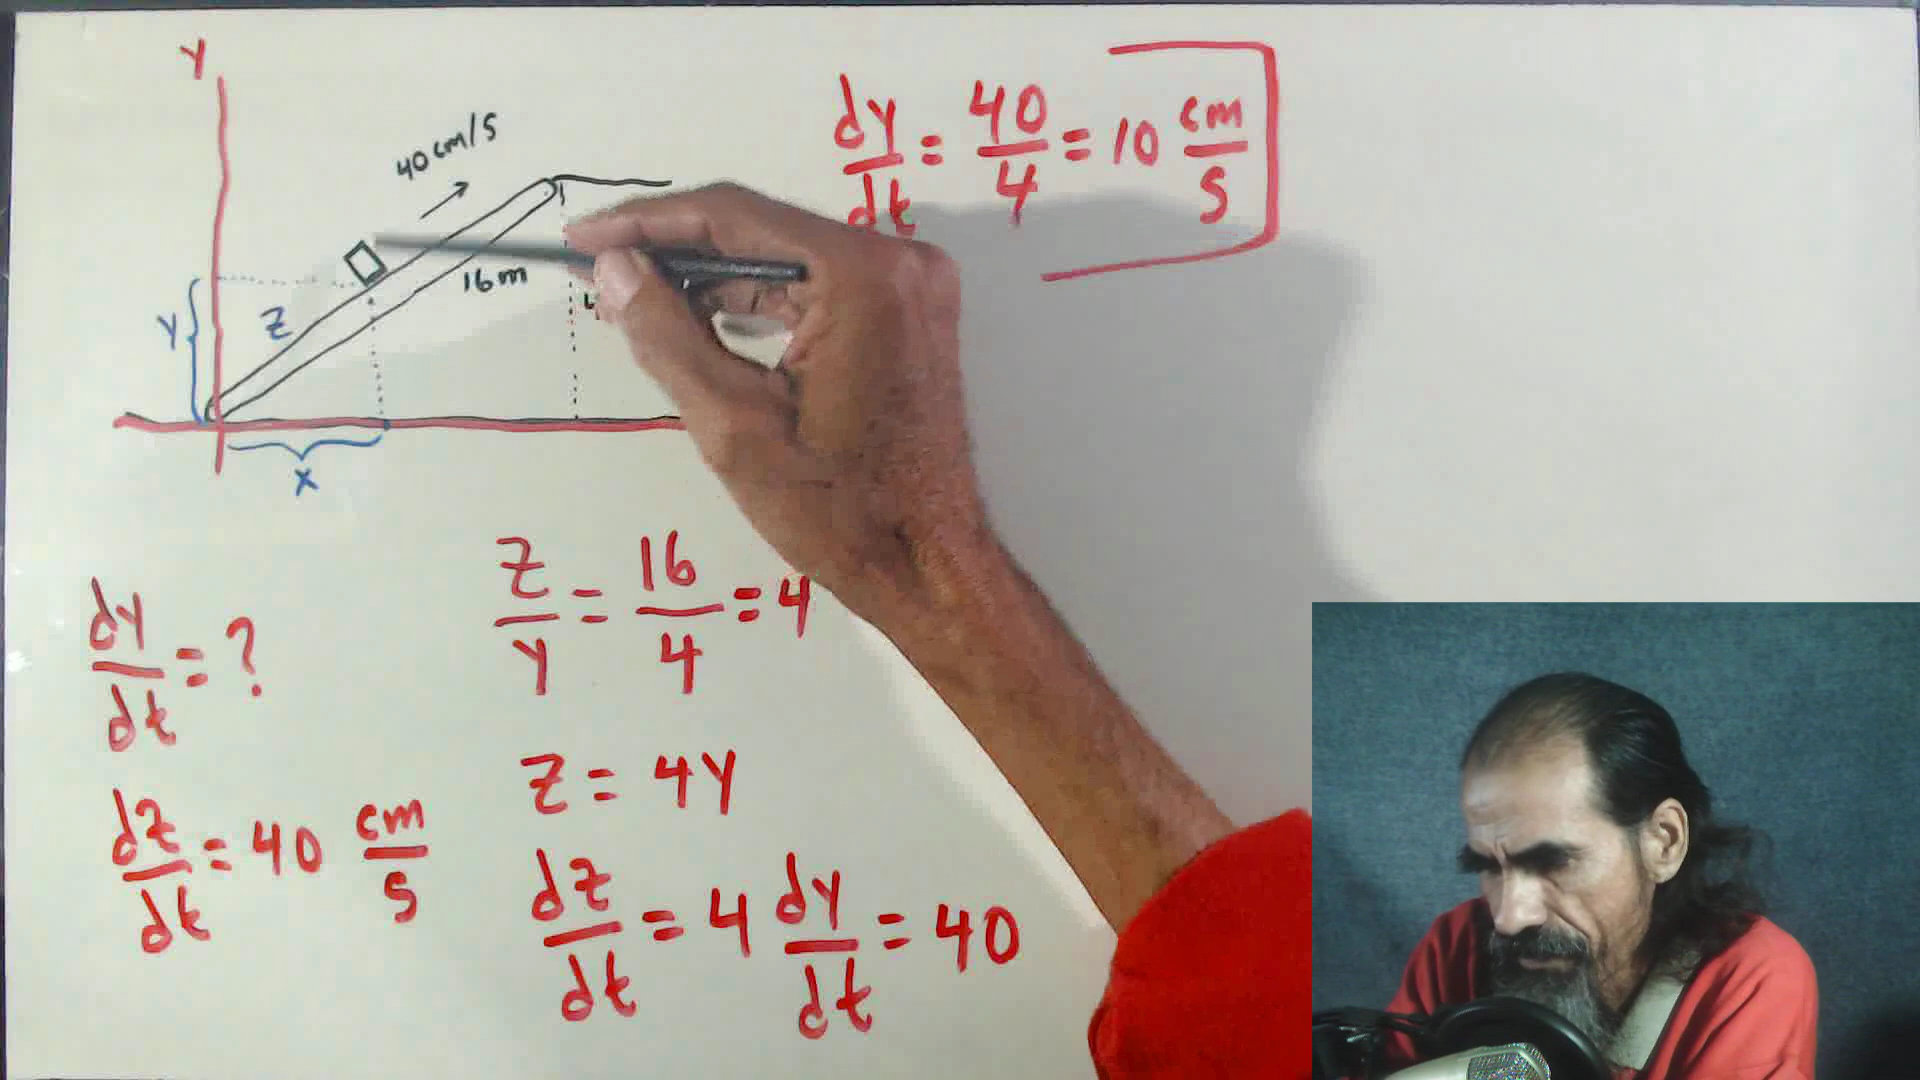 Y
40 cm/s
16 m
Z
Y
X
dy/dt = 40/4 = 10 cm/s
dy/dt = ?
dz/dt = 40 cm/s
Z/Y = 16/4 = 4
Z = 4Y
dz/dt = 4 dy/dt = 40